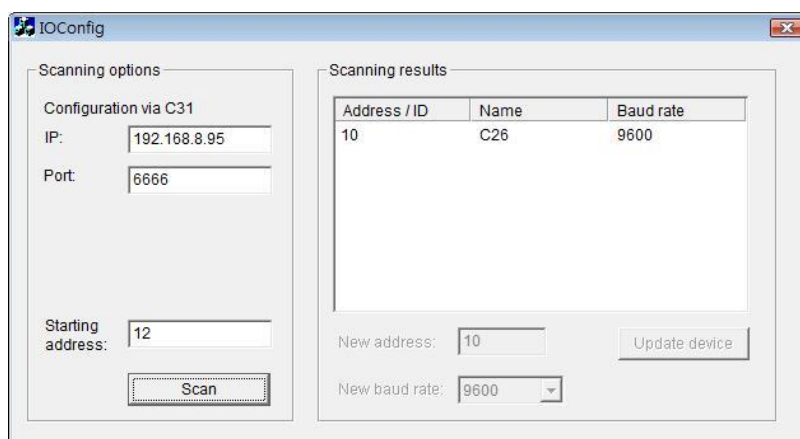 IOConfig
Scanning options
Configuration via C31
IP: 192.168.8.95
Port: 6666
Starting address: 12
Scan
Scanning results
Address / ID Name Baud rate
10 C26 9600
New address: 10 Update device
New baud rate: 9600